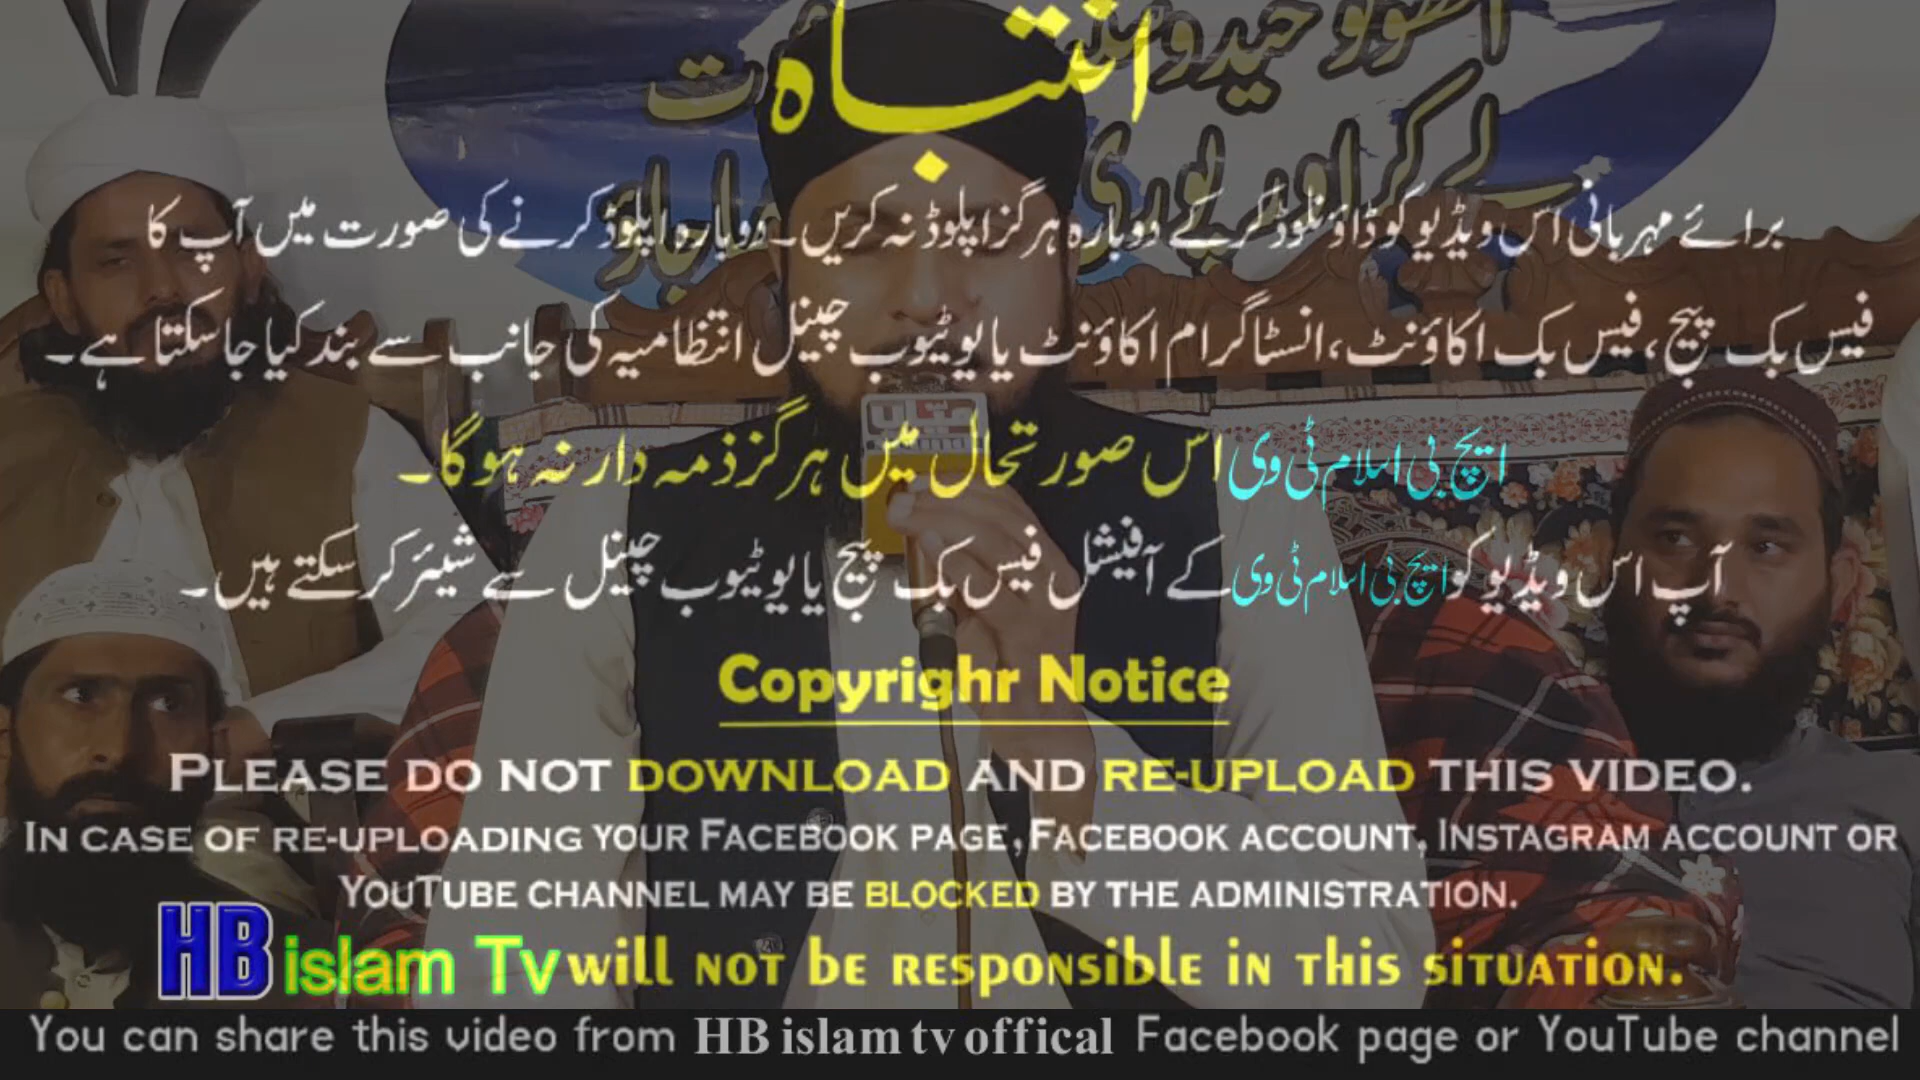 انتباہ
برائے مہربانی اس ویڈیو کو ڈاؤنلوڈ کرکے دوبارہ ہرگز اپلوڈ نہ کریں۔ دوبارہ اپلوڈ کرنے کی صورت میں آپ کا
فیس بک پیج، فیس بک اکاؤنٹ، انسٹاگرام اکاؤنٹ یا یوٹیوب چینل انتظامیہ کی جانب سے بند کیا جا سکتا ہے۔
ایچ بی اسلام ٹی وی اس صورتحال میں ہرگز ذمہ دار نہ ہوگا۔
آپ اس ویڈیو کو ایچ بی اسلام ٹی وی کے آفیشل فیس بک پیج یا یوٹیوب چینل سے شیئر کرسکتے ہیں۔
Copyrighr Notice
PLEASE DO NOT DOWNLOAD AND RE-UPLOAD THIS VIDEO.
IN CASE OF RE-UPLOADING YOUR FACEBOOK PAGE, FACEBOOK ACCOUNT, INSTAGRAM ACCOUNT OR
YOUTUBE CHANNEL MAY BE BLOCKED BY THE ADMINISTRATION.
HB islam Tv will NOT bE RESPONSIBLE IN THIS SITUATION.
You can share this video from HB islam tv offical Facebook page or YouTube channel